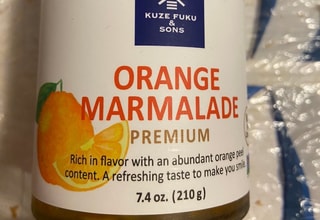 KUZE FUKU
& SONS
ORANGE
MARMALADE
PREMIUM
Rich in flavor with an abundant orange peel
content. A refreshing taste to make you smile.
7.4 oz. (210g)